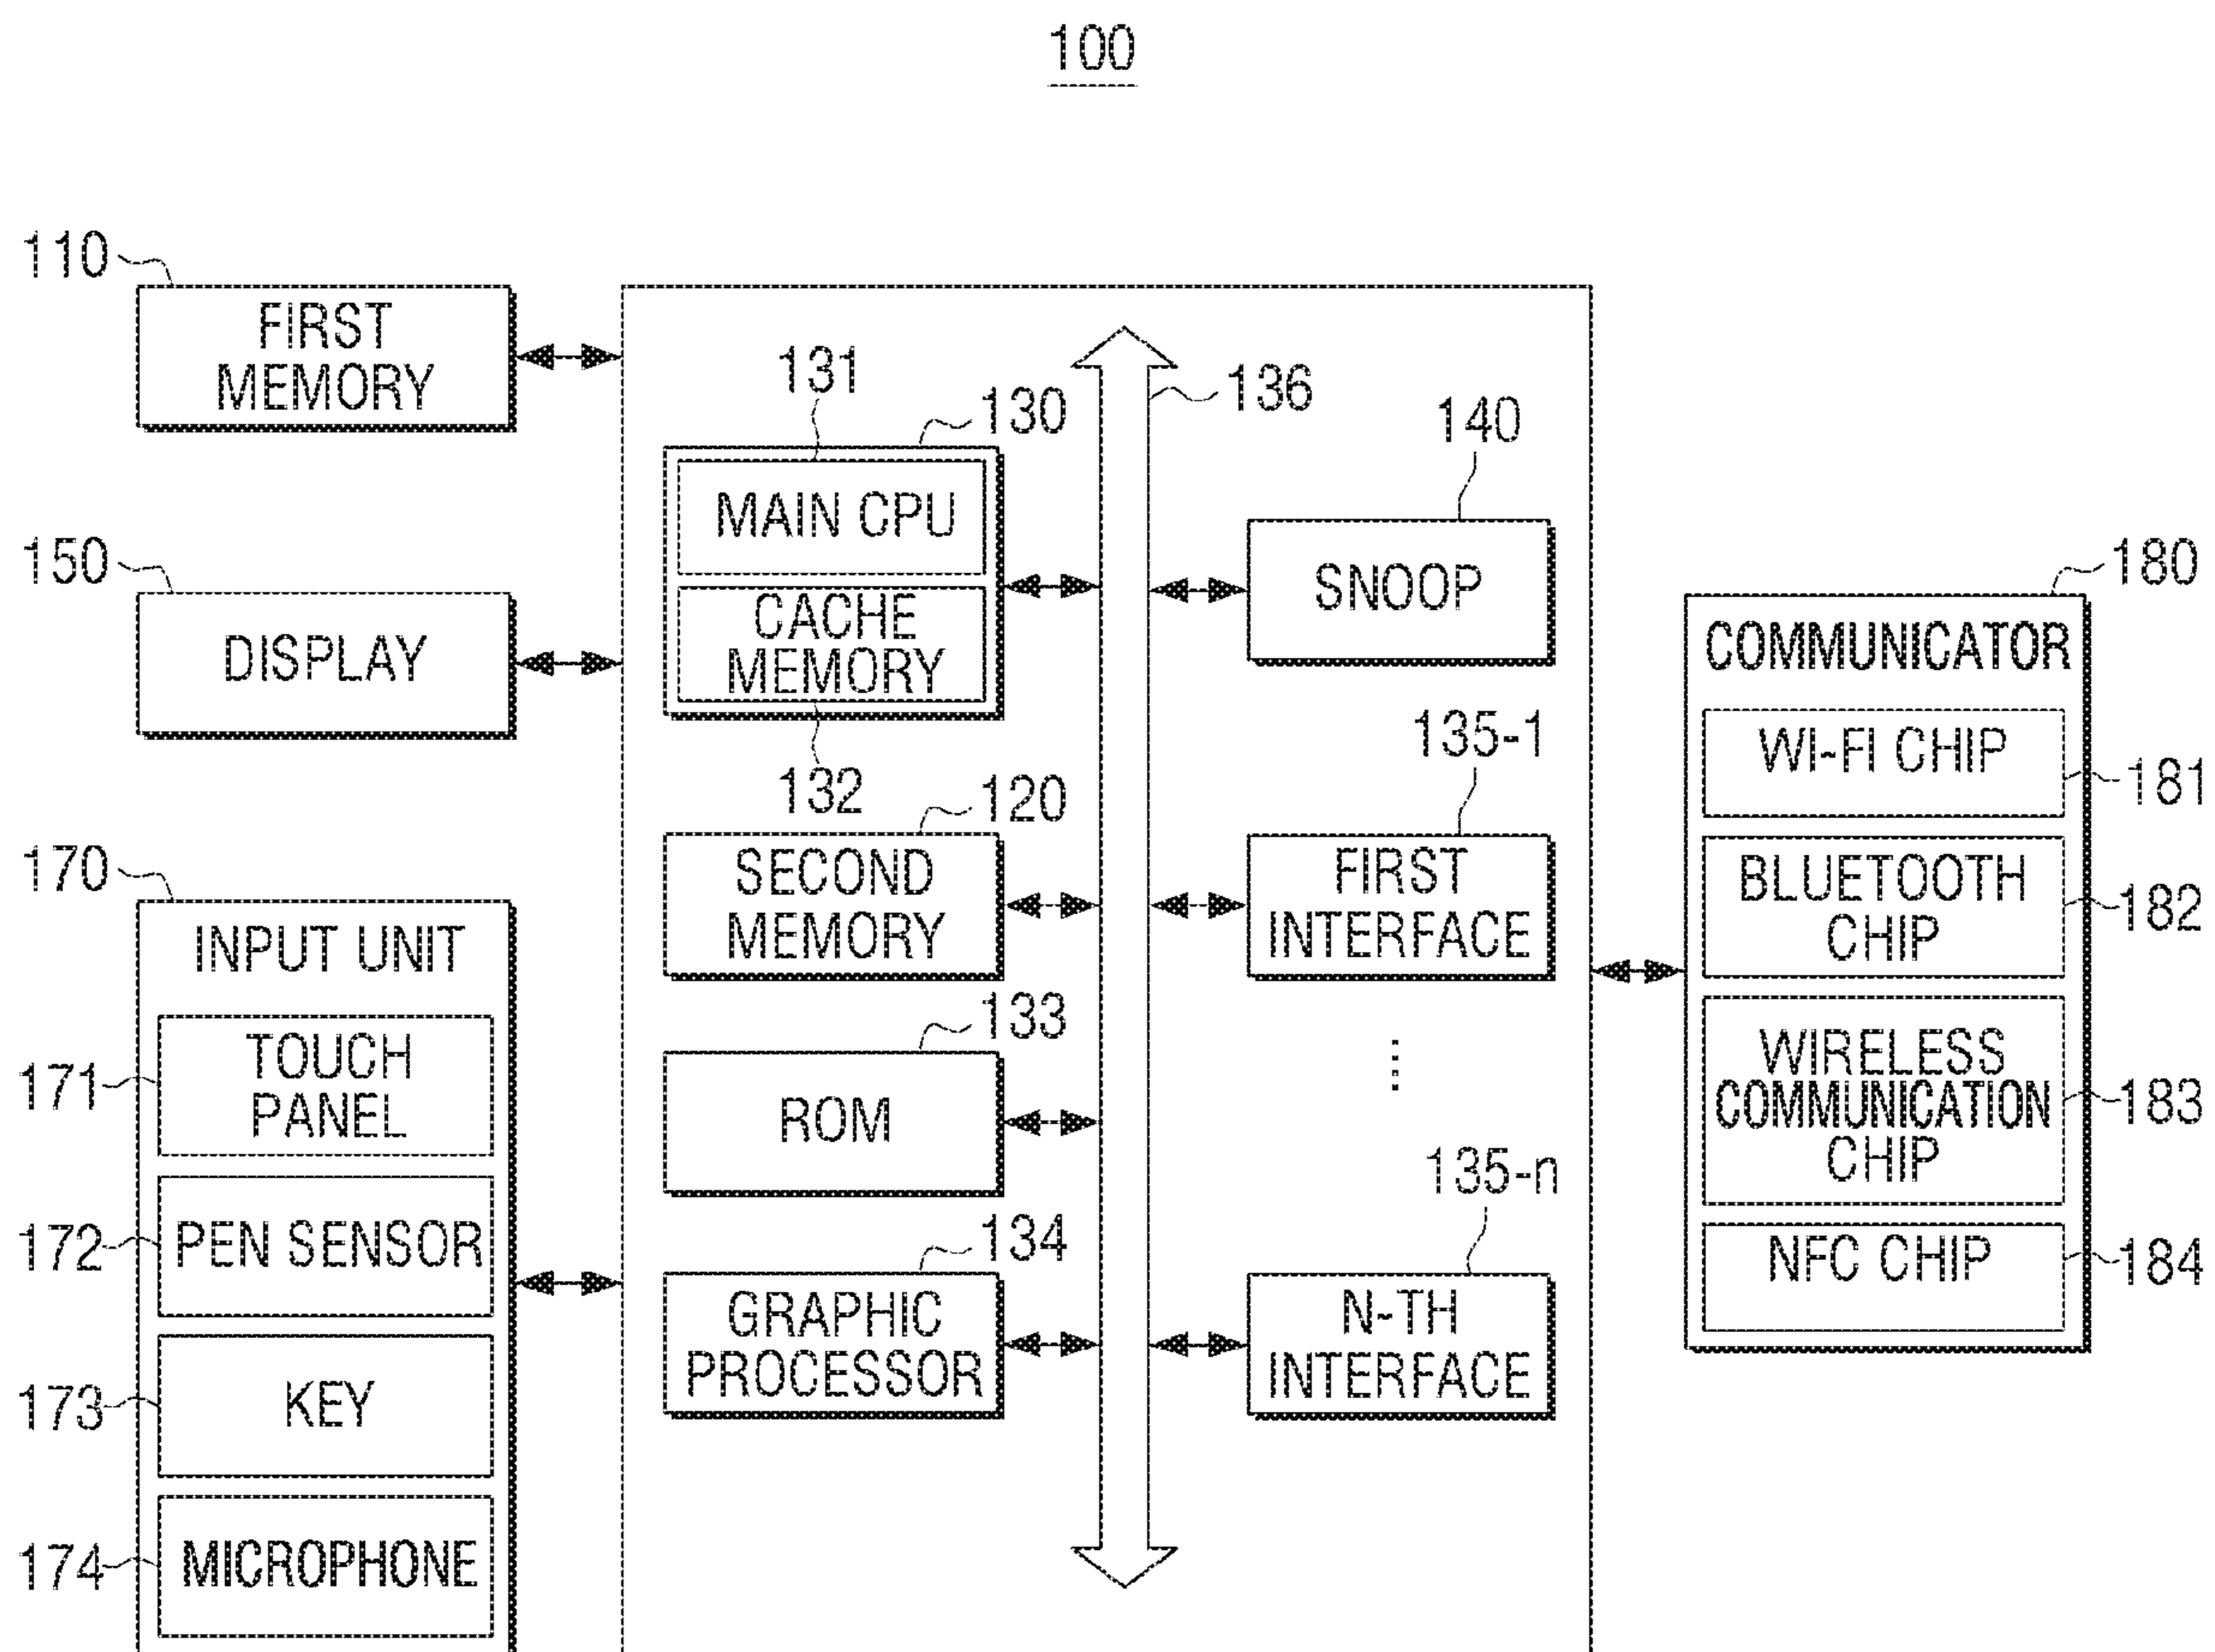 100
110
FIRST
MEMORY
150
DISPLAY
170
INPUT UNIT
171
TOUCH
PANEL
172
PEN SENSOR
173
KEY
174
MICROPHONE
131
130
MAIN CPU
CACHE
MEMORY
132
120
SECOND
MEMORY
133
ROM
134
GRAPHIC
PROCESSOR
136
140
SNOOP
135-1
FIRST
INTERFACE
135-n
N-TH
INTERFACE
180
COMMUNICATOR
WI-FI CHIP
181
BLUETOOTH
CHIP
182
WIRELESS
COMMUNICATION
CHIP
183
NFC CHIP
184